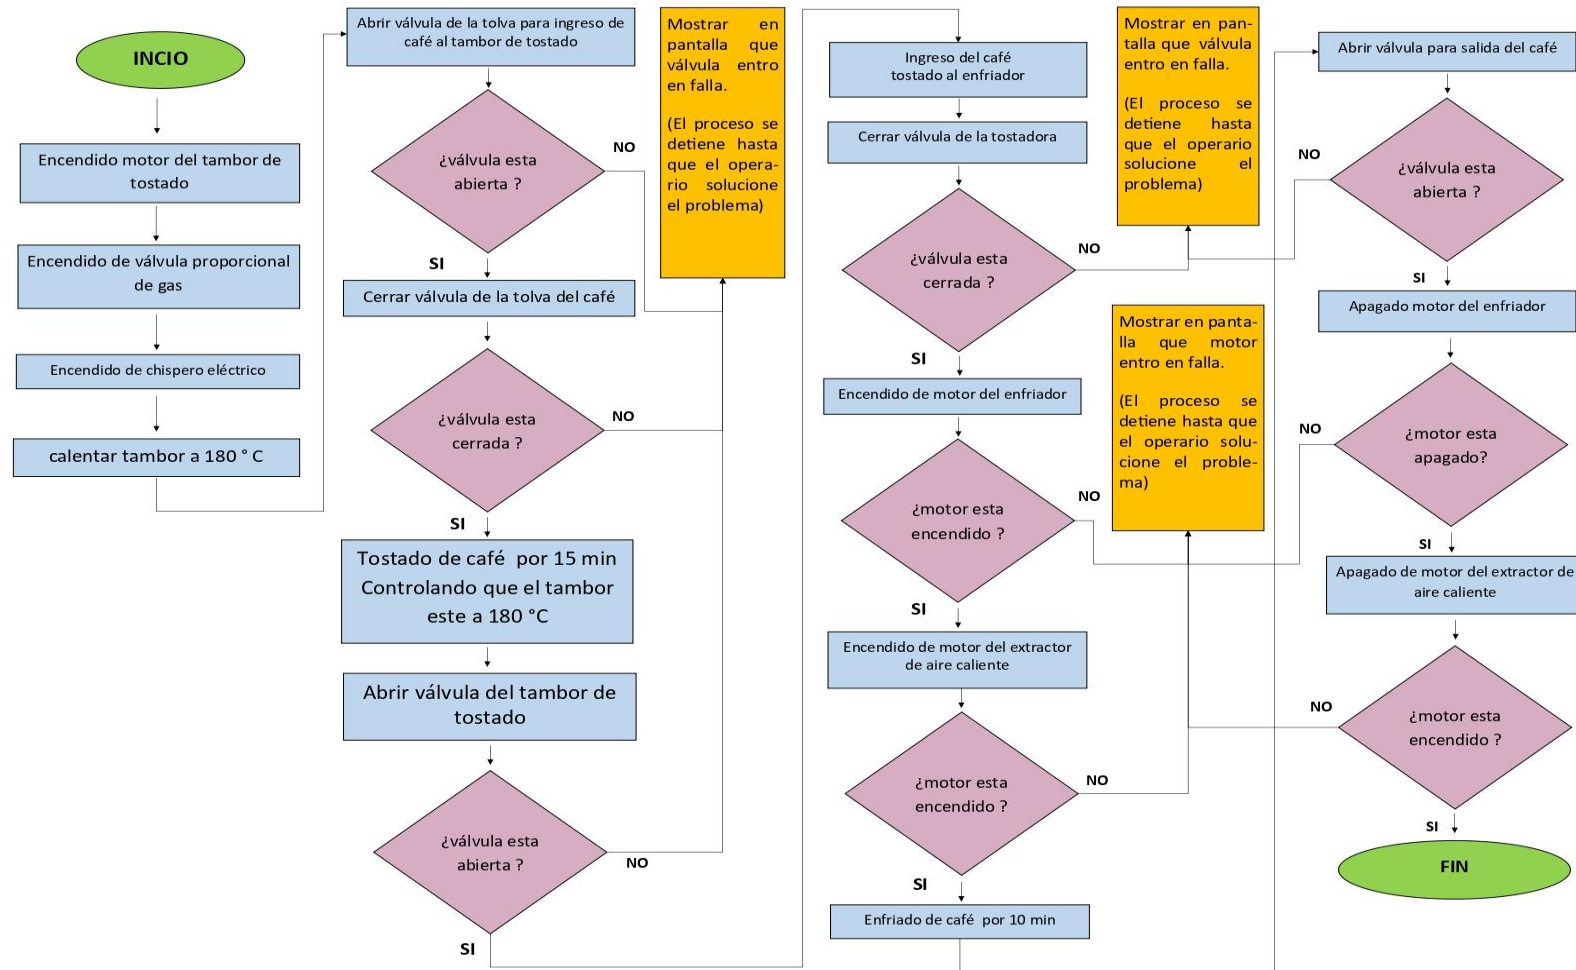 INCIO
Encendido motor del tambor de
tostado
Encendido de válvula proporcional
de gas
Encendido de chispero eléctrico
calentar tambor a 180 ° C
Abrir válvula de la tolva para ingreso de
café al tambor de tostado
¿válvula esta
abierta ?
NO
SI
Cerrar válvula de la tolva del café
¿válvula esta
cerrada ?
NO
SI
Tostado de café por 15 min
Controlando que el tambor
este a 180 °C
Abrir válvula del tambor de
tostado
¿válvula esta
abierta ?
NO
SI
Mostrar en
pantalla que
válvula entro
en falla.
(El proceso se
detiene hasta
que el opera-
rio solucione
el problema)
Ingreso del café
tostado al enfriador
Cerrar válvula de la tostadora
¿válvula esta
cerrada ?
NO
SI
Encendido de motor del enfriador
¿motor esta
encendido ?
NO
SI
Encendido de motor del extractor
de aire caliente
¿motor esta
encendido ?
NO
SI
Enfriado de café por 10 min
Mostrar en pan-
talla que válvula
entro en falla.
(El proceso se
detiene hasta
que el operario
solucione el
problema)
Mostrar en panta-
lla que motor
entro en falla.
(El proceso se
detiene hasta que
el operario solu-
cione el proble-
ma)
Abrir válvula para salida del café
¿válvula esta
abierta ?
NO
SI
Apagado motor del enfriador
¿motor esta
apagado?
NO
SI
Apagado de motor del extractor de
aire caliente
¿motor esta
encendido ?
NO
SI
FIN